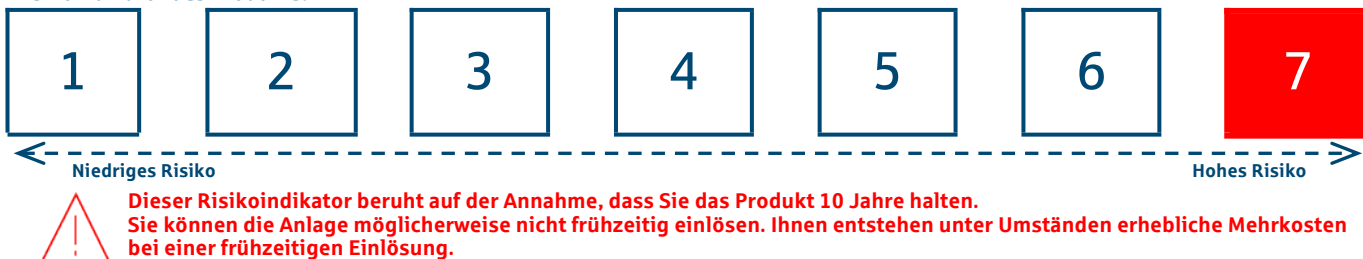 1 2 3 4 5 6 7
Niedriges Risiko Hohes Risiko
Dieser Risikoindikator beruht auf der Annahme, dass Sie das Produkt 10 Jahre halten.
Sie können die Anlage möglicherweise nicht frühzeitig einlösen. Ihnen entstehen unter Umständen erhebliche Mehrkosten
bei einer frühzeitigen Einlösung.